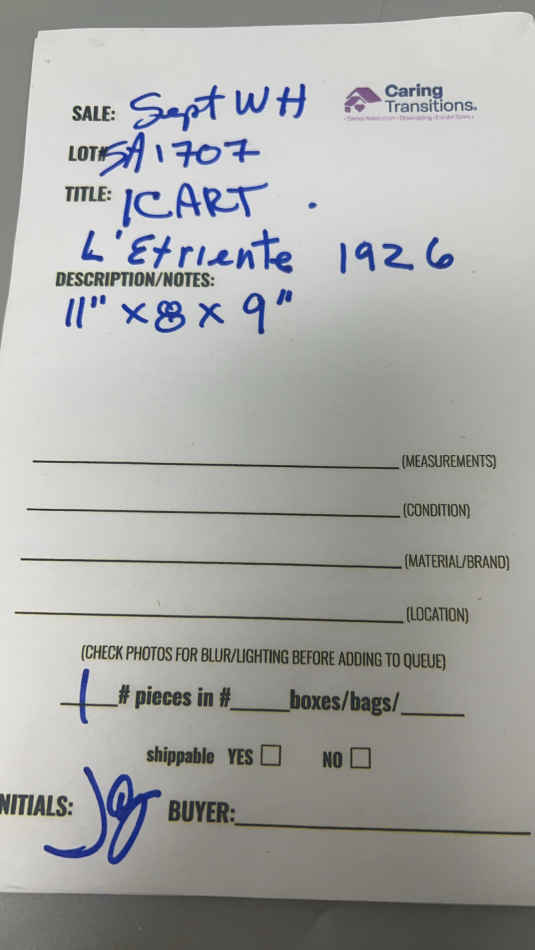 Caring
Transitions®
SALE: Sept WH
LOT# SA1707
TITLE: ICART .
L'Etriente 1926
DESCRIPTION/NOTES:
11" x 8 x 9"
(MEASUREMENTS)
(CONDITION)
(MATERIAL/BRAND)
(LOCATION)
(CHECK PHOTOS FOR BLUR/LIGHTING BEFORE ADDING TO QUEUE)
1 # pieces in # boxes/bags/
shippable YES NO
NITIALS: BUYER: